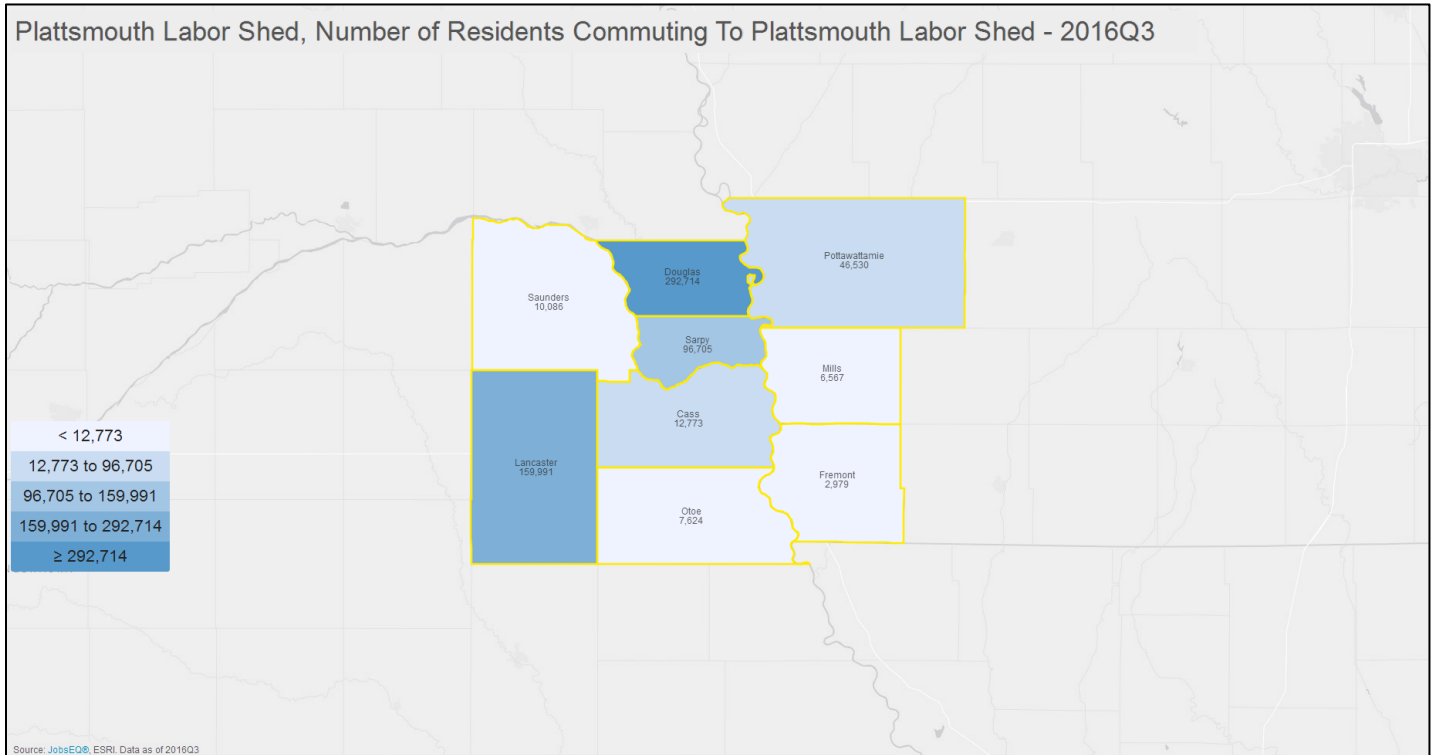 Plattsmouth Labor Shed, Number of Residents Commuting To Plattsmouth Labor Shed - 2016Q3
Pottawattamie
46,530
Douglas
292,714
Saunders
10,086
Sarpy
96,705
Mills
6,567
Cass
12,773
Lancaster
159,991
Fremont
2,979
Otoe
7,624
< 12,773
12,773 to 96,705
96,705 to 159,991
159,991 to 292,714
≥ 292,714
Source: JobsEQ®, ESRI. Data as of 2016Q3